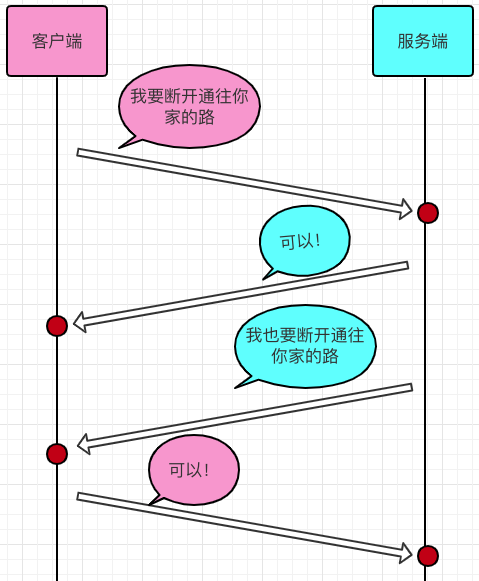 客户端
服务端
我要断开通往你
家的路
可以！
我也要断开通往
你家的路
可以！